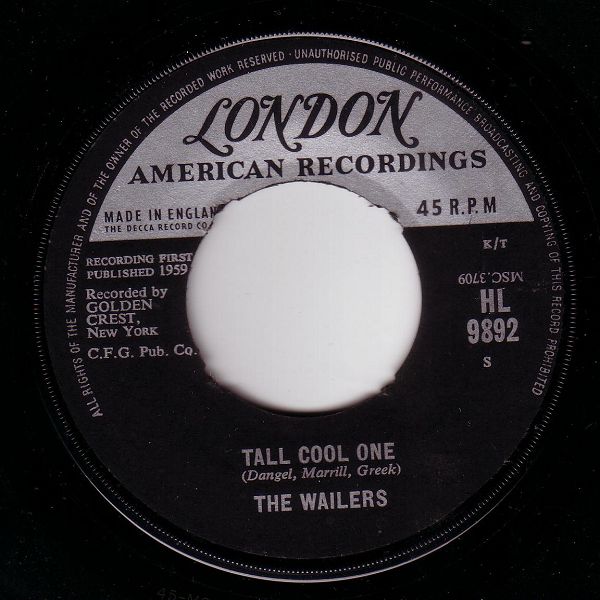 ALL RIGHTS OF THE MANUFACTURER AND OF THE OWNER OF THE RECORDED WORK RESERVED · UNAUTHORISED PUBLIC PERFORMANCE BROADCASTING AND COPYING OF THIS RECORD PROHIBITED
LONDON
AMERICAN RECORDINGS
MADE IN ENGLAN
THE DECCA RECORD CO.
45 R.P.M
K/T
RECORDING FIRST
PUBLISHED 1959
MSC.3709
Recorded by
GOLDEN
CREST,
New York
HL
9892
C.F.G. Pub. Co.
S
TALL COOL ONE
(Dangel, Marrill, Greek)
THE WAILERS